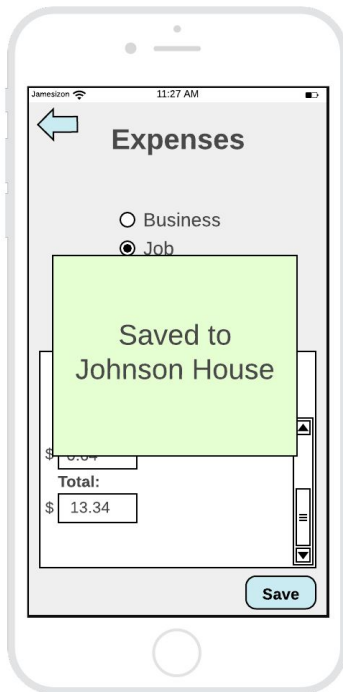 Jamesizon
11:27 AM
Expenses
Business
Job
Saved to
Johnson House
$
Total:
$ 13.34
Save